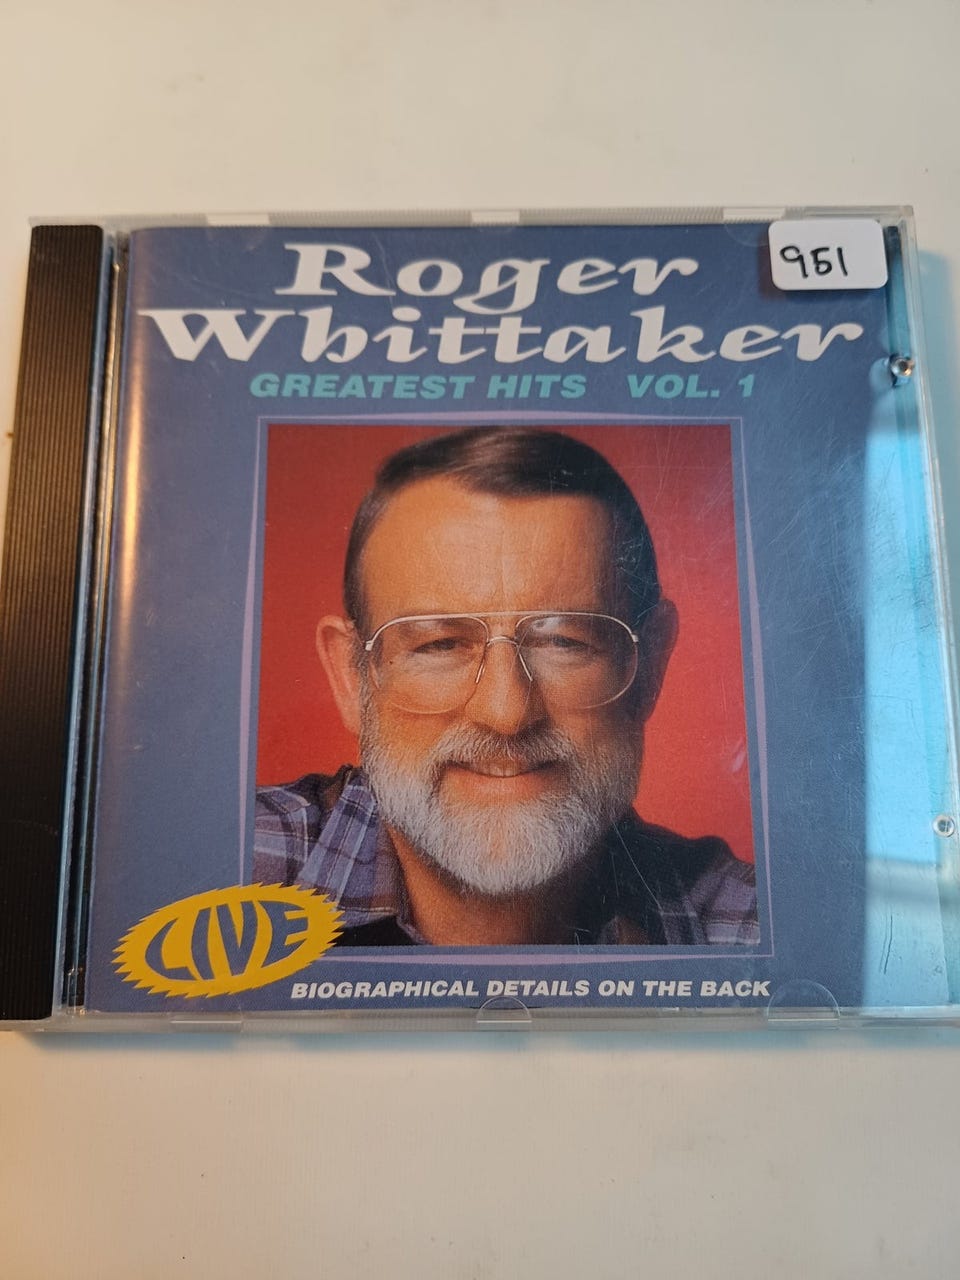 951
Roger
Whittaker
GREATEST HITS VOL. 1
LIVE
BIOGRAPHICAL DETAILS ON THE BACK